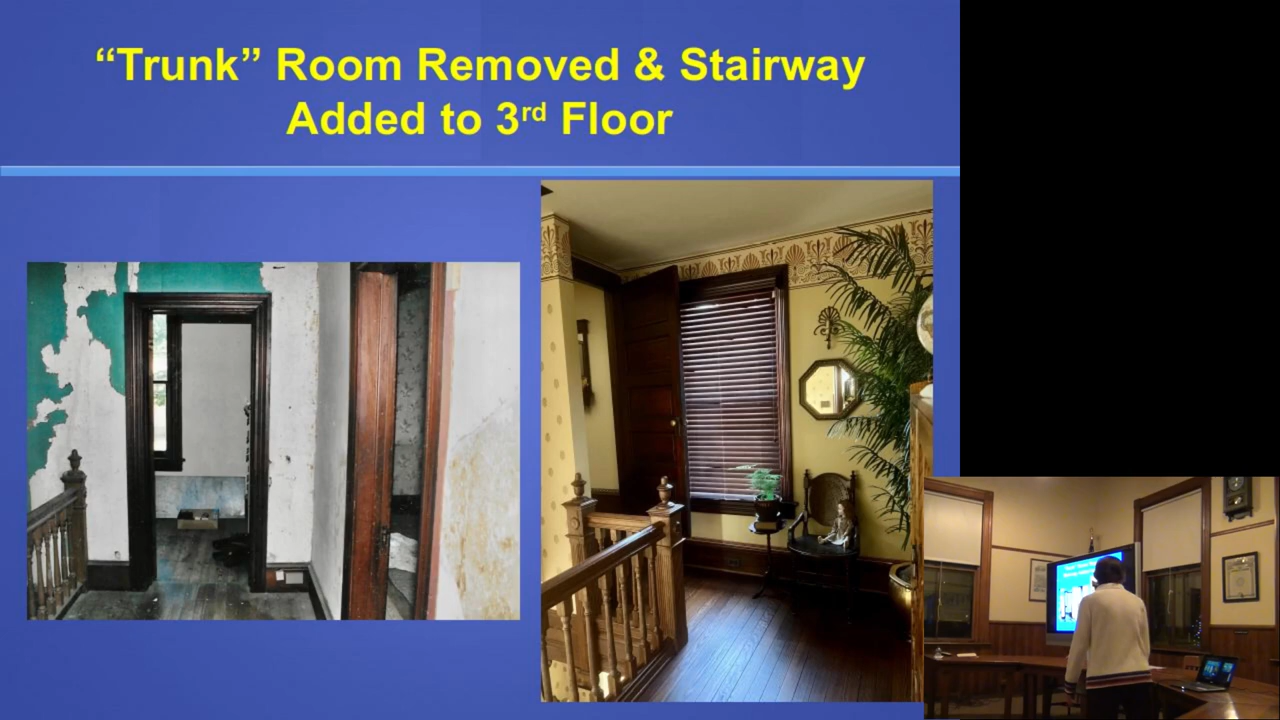 “Trunk” Room Removed & Stairway
Added to 3rd Floor